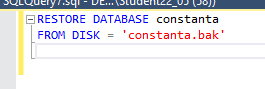 SQLQuery7.sql - DE...\Student22_05 (58))
RESTORE DATABASE constanta
FROM DISK = 'constanta.bak'